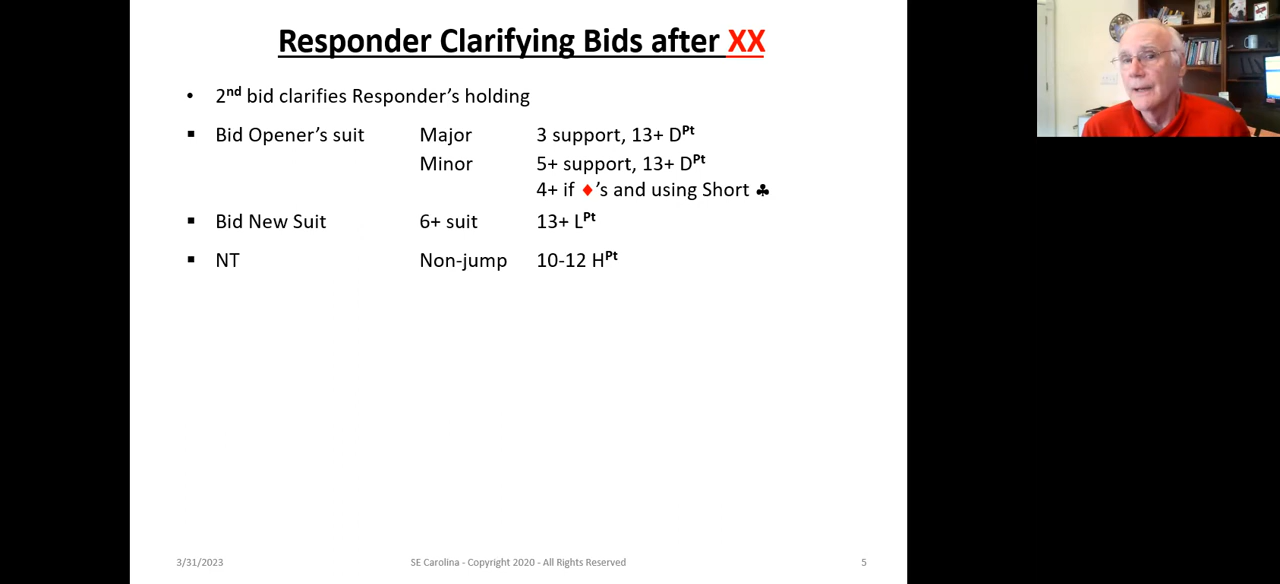 Responder Clarifying Bids after XX
• 2nd bid clarifies Responder's holding
▪ Bid Opener's suit Major 3 support, 13+ DPt
Minor 5+ support, 13+ DPt
4+ if ♦'s and using Short ♣
▪ Bid New Suit 6+ suit 13+ LPt
▪ NT Non-jump 10-12 HPt
3/31/2023 SE Carolina - Copyright 2020 - All Rights Reserved 5